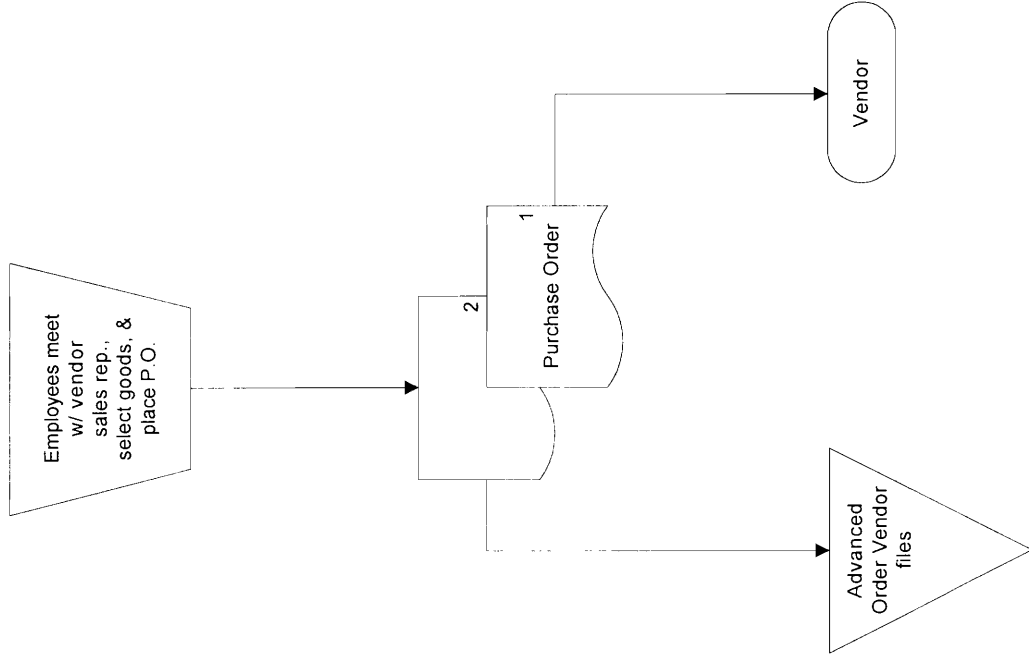 Employees meet
w/ vendor
sales rep.,
select goods, &
place P.O.
2
1
Purchase Order
Vendor
Advanced
Order Vendor
files